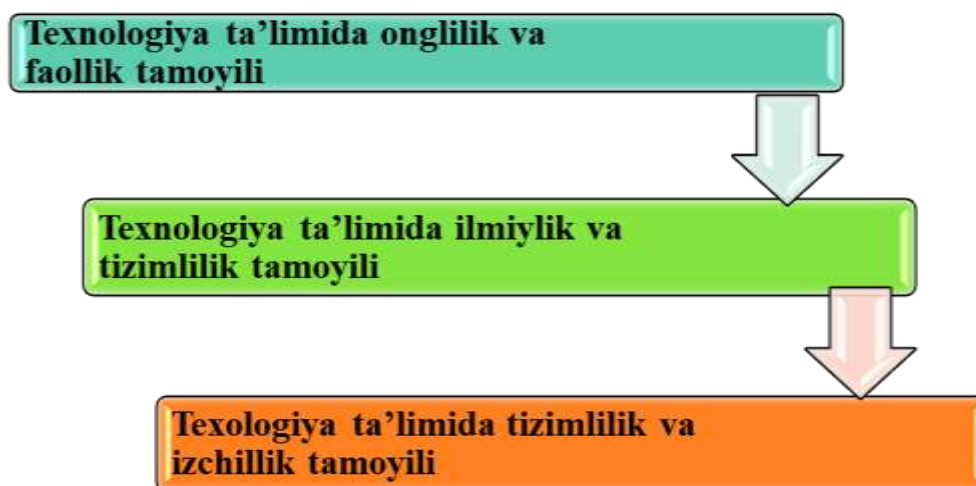 Texnologiya ta’limida onglilik va
faollik tamoyili
Texnologiya ta’limida ilmiylik va
tizimlilik tamoyili
Texologiya ta’limida tizimlilik va
izchillik tamoyili